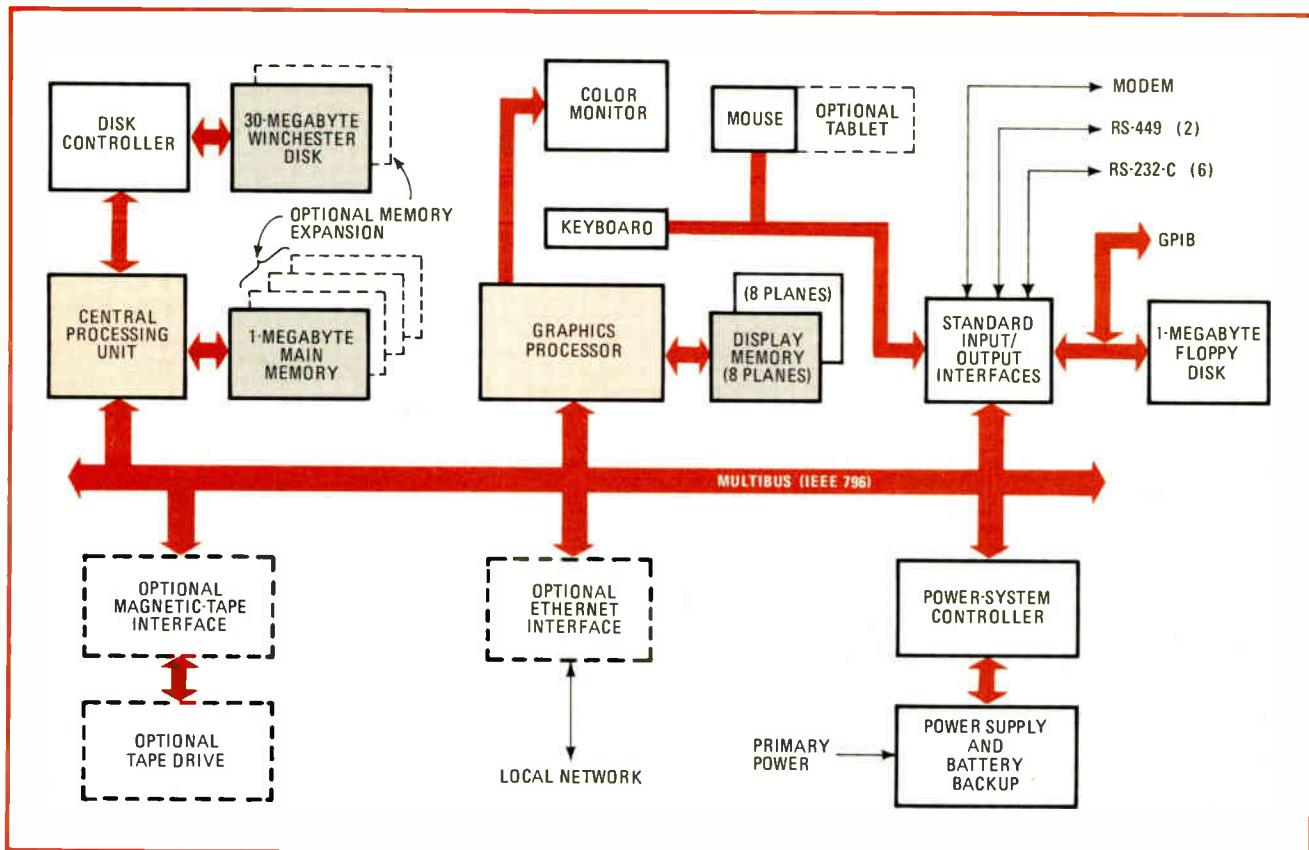 DISK
CONTROLLER
30-MEGABYTE
WINCHESTER
DISK
OPTIONAL MEMORY
EXPANSION
CENTRAL
PROCESSING
UNIT
1-MEGABYTE
MAIN
MEMORY
COLOR
MONITOR
MOUSE
OPTIONAL
TABLET
KEYBOARO
GRAPHICS
PROCESSOR
(8 PLANES)
DISPLAY
MEMORY
(8 PLANES)
MODEM
RS-449 (2)
RS-232-C (6)
GPIB
STANDARD
INPUT/
OUTPUT
INTERFACES
1-MEGABYTE
FLOPPY
DISK
MULTIBUS (IEEE 796)
OPTIONAL
MAGNETIC-TAPE
INTERFACE
OPTIONAL
TAPE DRIVE
OPTIONAL
ETHERNET
INTERFACE
LOCAL NETWORK
POWER-SYSTEM
CONTROLLER
PRIMARY
POWER
POWER SUPPLY
AND
BATTERY
BACKUP